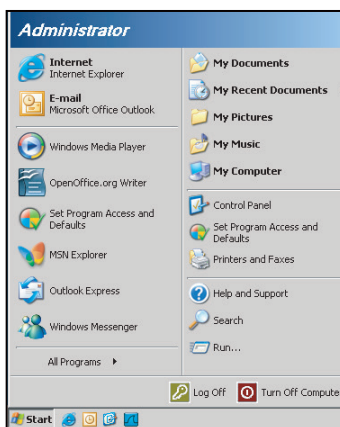 Administrator
Internet
Internet Explorer
E-mail
Microsoft Office Outlook
Windows Media Player
OpenOffice.org Writer
Set Program Access and
Defaults
MSN Explorer
Outlook Express
Windows Messenger
All Programs
My Documents
My Recent Documents
My Pictures
My Music
My Computer
Control Panel
Set Program Access and
Defaults
Printers and Faxes
Help and Support
Search
Run...
Log Off
Turn Off Compute
Start